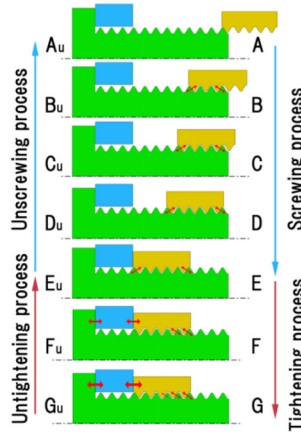 Au A
Bu B
Cu C
Du D
Eu E
Fu F
Gu G
Unscrewing process
Untightening process
Screwing process
Tightening process